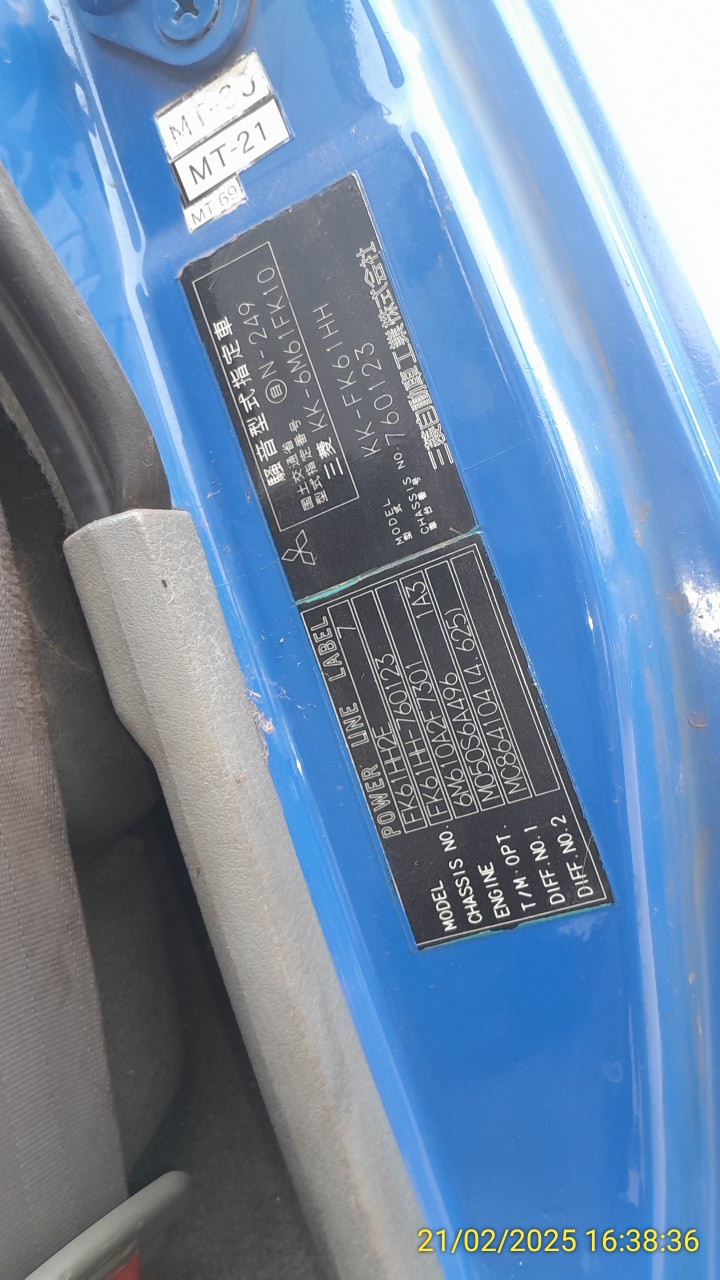 MT-21
MT 69
騒音型式指定車
国土交通省 自N-249
型式指定番号
三菱 KK-6M61FK10
MODEL
型式 KK-FK61HH
CHASSIS NO. 760123
車台番号
三菱自動車工業株式会社
POWER LINE LABEL
7
MODEL FK61HH2E
CHASSIS NO. FK61HH-760123
ENGINE 6M610A2F7301 1A3
T/M·OPT. M050S6A496
DIFF.NO.1 MC864104 (4.625)
DIFF.NO.2
21/02/2025 16:38:36